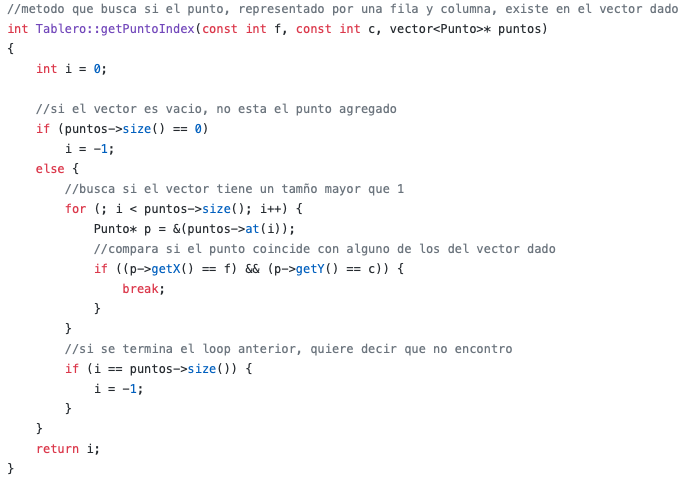 //metodo que busca si el punto, representado por una fila y columna, existe en el vector dado
int Tablero::getPuntoIndex(const int f, const int c, vector<Punto>* puntos)
{
    int i = 0;

    //si el vector es vacio, no esta el punto agregado
    if (puntos->size() == 0)
        i = -1;
    else {
        //busca si el vector tiene un tamño mayor que 1
        for (; i < puntos->size(); i++) {
            Punto* p = &(puntos->at(i));
            //compara si el punto coincide con alguno de los del vector dado
            if ((p->getX() == f) && (p->getY() == c)) {
                break;
            }
        }
        //si se termina el loop anterior, quiere decir que no encontro
        if (i == puntos->size()) {
            i = -1;
        }
    }
    return i;
}